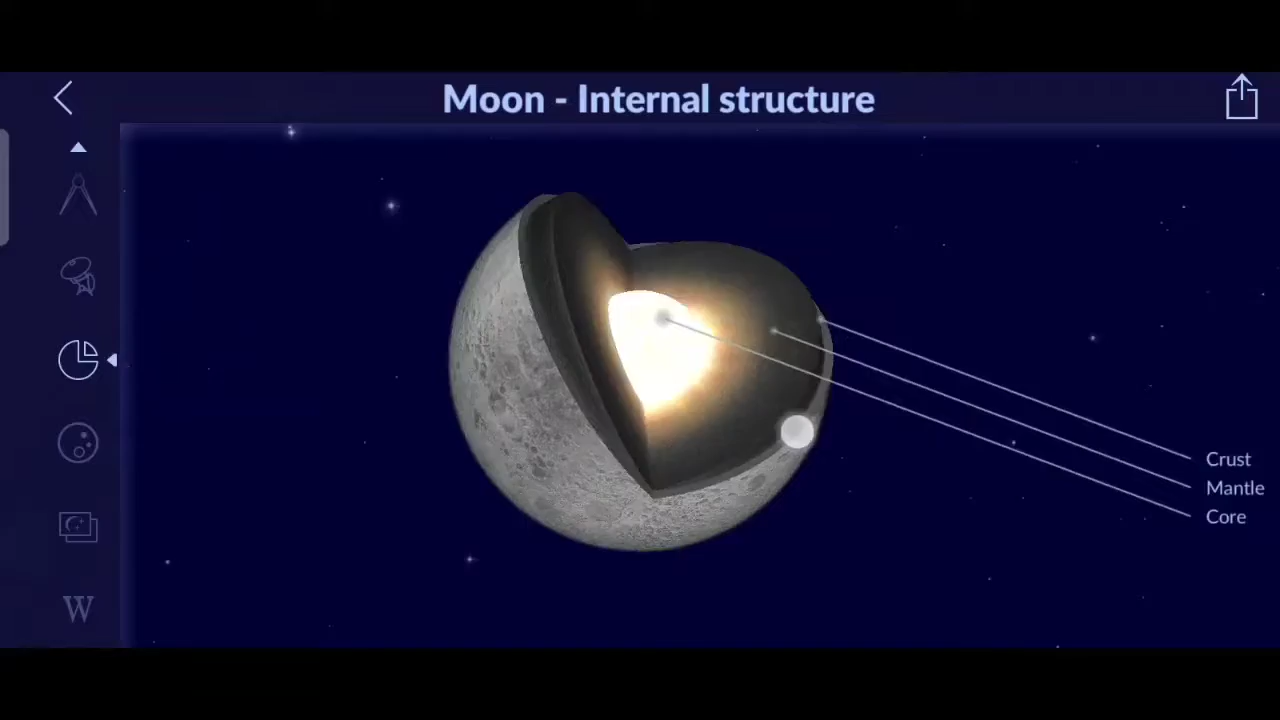 Moon - Internal structure
Crust
Mantle
Core
W